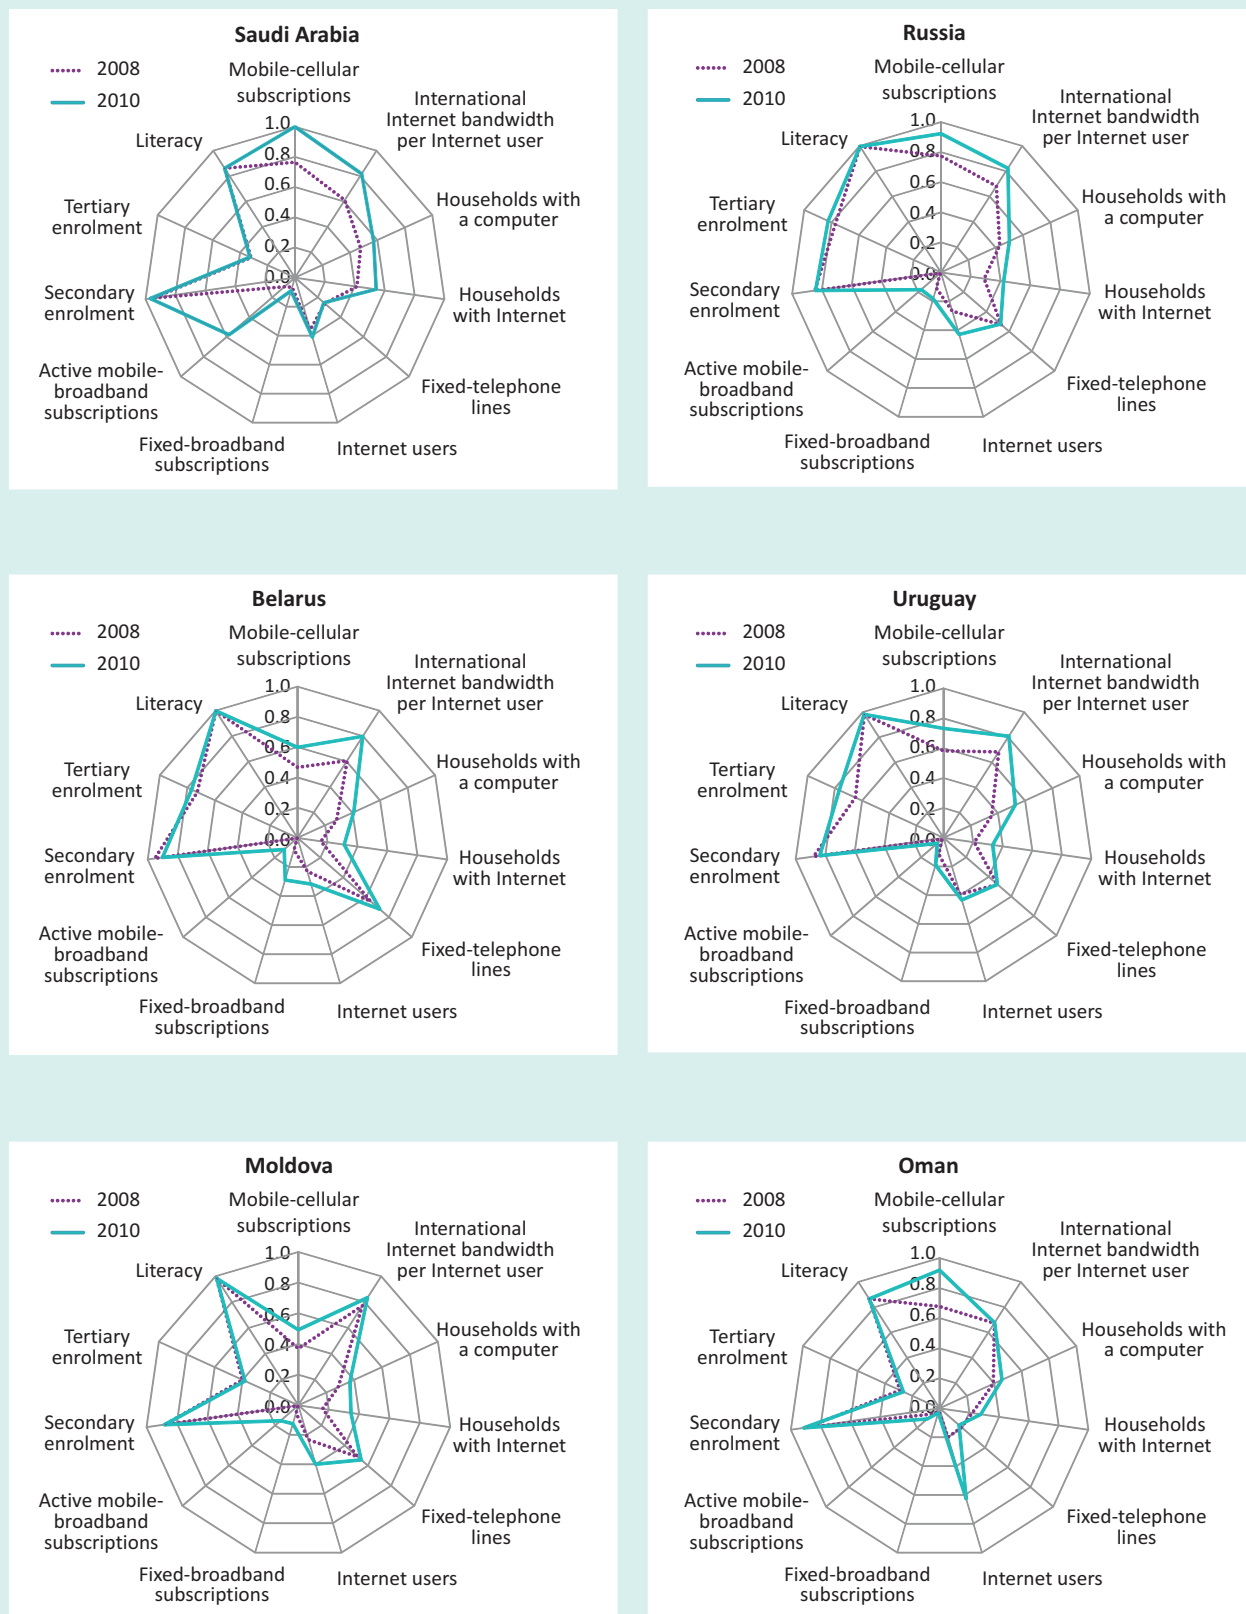 Saudi Arabia
2008
2010
Mobile-cellular
subscriptions
International
Internet bandwidth
per Internet user
Households with
a computer
Households
with Internet
Fixed-telephone
lines
Internet users
Fixed-broadband
subscriptions
Active mobile-
broadband
subscriptions
Secondary
enrolment
Tertiary
enrolment
Literacy
1.0
0.8
0.6
0.4
0.2
0.0
Russia
2008
2010
Mobile-cellular
subscriptions
International
Internet bandwidth
per Internet user
Households with
a computer
Households
with Internet
Fixed-telephone
lines
Internet users
Fixed-broadband
subscriptions
Active mobile-
broadband
subscriptions
Secondary
enrolment
Tertiary
enrolment
Literacy
1.0
0.8
0.6
0.4
0.2
0.0
Belarus
2008
2010
Mobile-cellular
subscriptions
International
Internet bandwidth
per Internet user
Households with
a computer
Households
with Internet
Fixed-telephone
lines
Internet users
Fixed-broadband
subscriptions
Active mobile-
broadband
subscriptions
Secondary
enrolment
Tertiary
enrolment
Literacy
1.0
0.8
0.6
0.4
0.2
0.0
Uruguay
2008
2010
Mobile-cellular
subscriptions
International
Internet bandwidth
per Internet user
Households with
a computer
Households
with Internet
Fixed-telephone
lines
Internet users
Fixed-broadband
subscriptions
Active mobile-
broadband
subscriptions
Secondary
enrolment
Tertiary
enrolment
Literacy
1.0
0.8
0.6
0.4
0.2
0.0
Moldova
2008
2010
Mobile-cellular
subscriptions
International
Internet bandwidth
per Internet user
Households with
a computer
Households
with Internet
Fixed-telephone
lines
Internet users
Fixed-broadband
subscriptions
Active mobile-
broadband
subscriptions
Secondary
enrolment
Tertiary
enrolment
Literacy
1.0
0.8
0.6
0.4
0.2
0.0
Oman
2008
2010
Mobile-cellular
subscriptions
International
Internet bandwidth
per Internet user
Households with
a computer
Households
with Internet
Fixed-telephone
lines
Internet users
Fixed-broadband
subscriptions
Active mobile-
broadband
subscriptions
Secondary
enrolment
Tertiary
enrolment
Literacy
1.0
0.8
0.6
0.4
0.2
0.0